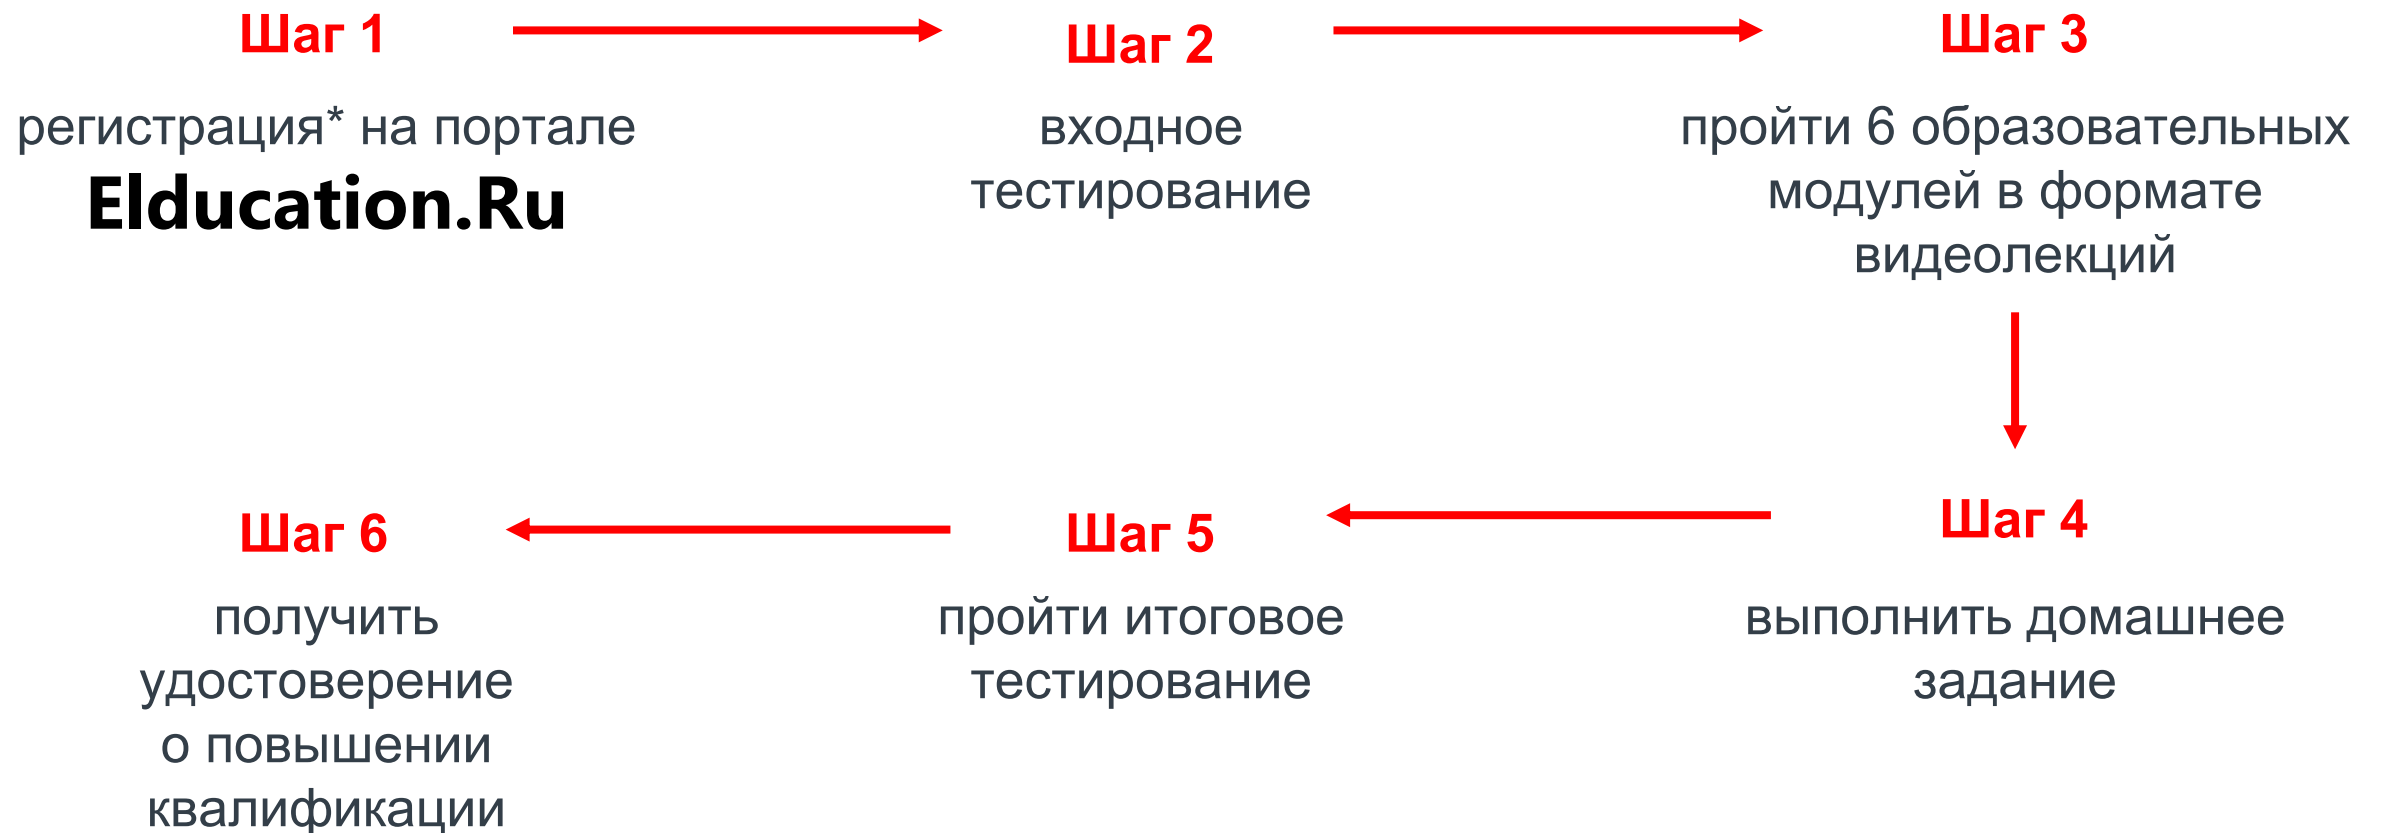 Шаг 1
регистрация* на портале
Elducation.Ru
Шаг 2
входное
тестирование
Шаг 3
пройти 6 образовательных
модулей в формате
видеолекций
Шаг 4
выполнить домашнее
задание
Шаг 5
пройти итоговое
тестирование
Шаг 6
получить
удостоверение
о повышении
квалификации